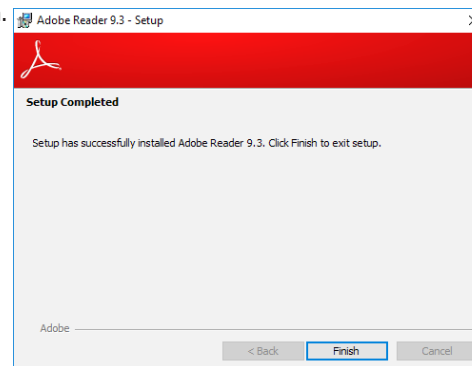 Adobe Reader 9.3 - Setup
Setup Completed
Setup has successfully installed Adobe Reader 9.3. Click Finish to exit setup.
Adobe
< Back Finish Cancel